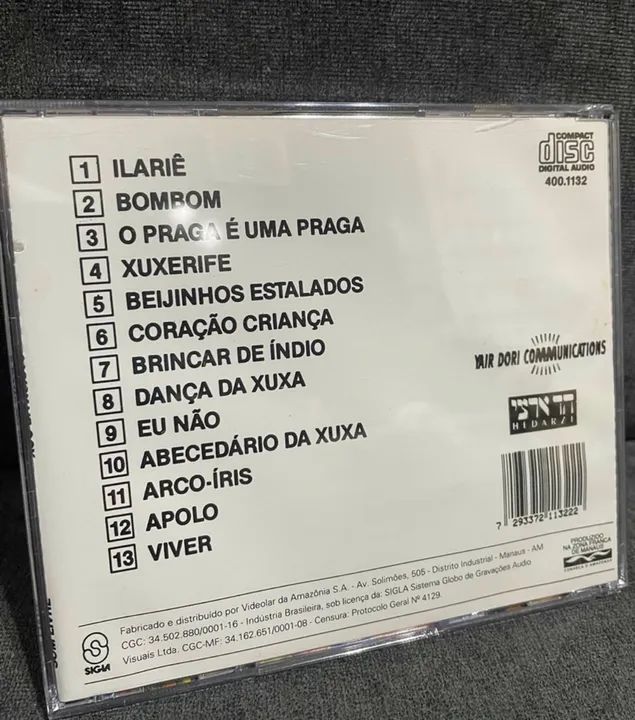 COMPACT
disc
DIGITAL AUDIO
400.1132
1 ILARIÊ
2 BOMBOM
3 O PRAGA É UMA PRAGA
4 XUXERIFE
5 BEIJINHOS ESTALADOS
6 CORAÇÃO CRIANÇA
7 BRINCAR DE ÍNDIO
8 DANÇA DA XUXA
9 EU NÃO
10 ABECEDÁRIO DA XUXA
11 ARCO-ÍRIS
12 APOLO
13 VIVER
YAIR DORI COMMUNICATIONS
הד ארצי
HEDARZI
7 293372 113222
PRODUZIDO
NA ZONA FRANCA
DE MANAUS
CONHEÇA O AMAZONAS
SIGLA
Fabricado e distribuído por Videolar da Amazônia S.A. - Av. Solimões, 505 - Distrito Industrial - Manaus - AM
CGC: 34.502.880/0001-16 - Indústria Brasileira, sob licença da: SIGLA Sistema Globo de Gravações Audio
Visuais Ltda. CGC-MF: 34.162.651/0001-08 - Censura: Protocolo Geral Nº 4129.